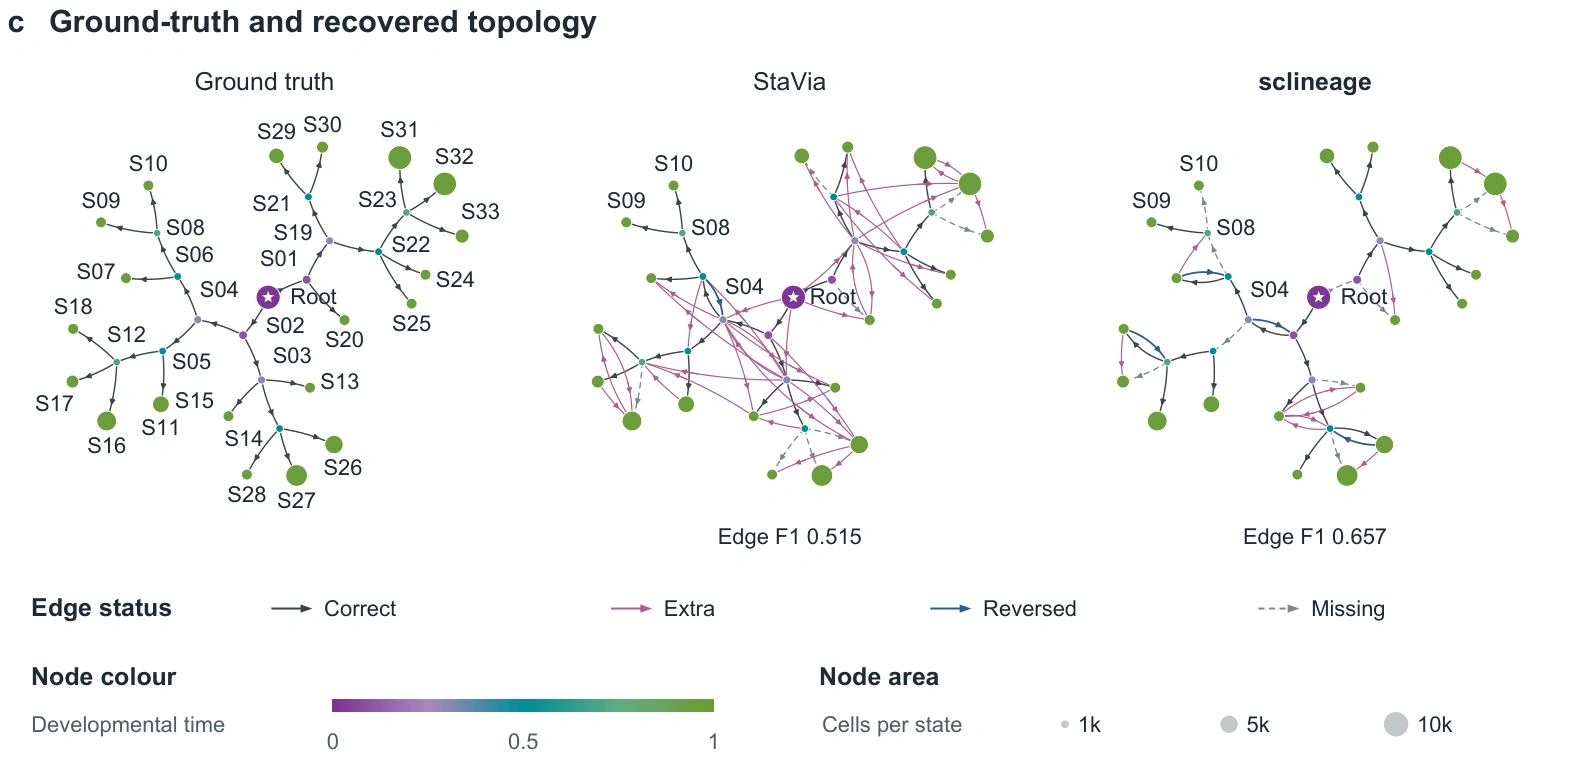 c Ground-truth and recovered topology
Ground truth
StaVia
sclineage
S29 S30
S31
S32
S10
S09
S08
S21
S23
S33
S19
S22
S06
S01
S07
S04
Root
S24
S18
S02
S25
S12
S20
S05
S03
S13
S17
S15
S16
S11
S14
S26
S28
S27
S10
S09
S08
S04
Root
S10
S09
S08
S04
Root
Edge F1 0.515
Edge F1 0.657
Edge status
Correct
Extra
Reversed
Missing
Node colour
Developmental time
0
0.5
1
Node area
Cells per state
1k
5k
10k